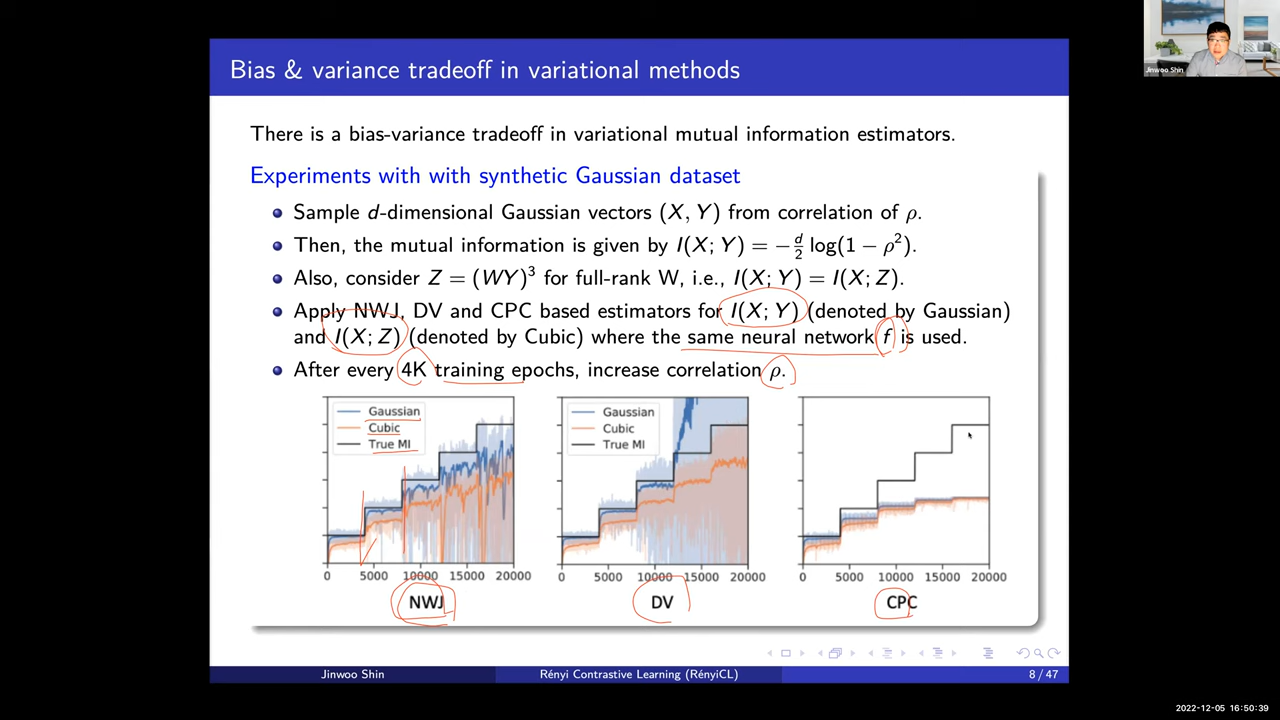 Jinwoo Shin
Bias & variance tradeoff in variational methods
There is a bias-variance tradeoff in variational mutual information estimators.
Experiments with with synthetic Gaussian dataset
Sample d-dimensional Gaussian vectors (X, Y) from correlation of ρ.
Then, the mutual information is given by I(X; Y) = −d/2 log(1 − ρ²).
Also, consider Z = (WY)³ for full-rank W, i.e., I(X; Y) = I(X; Z).
Apply NWJ, DV and CPC based estimators for I(X; Y) (denoted by Gaussian)
and I(X; Z) (denoted by Cubic) where the same neural network f is used.
After every 4K training epochs, increase correlation ρ.
Gaussian
Cubic
True MI
0 5000 10000 15000 20000
NWJ
Gaussian
Cubic
True MI
0 5000 10000 15000 20000
DV
0 5000 10000 15000 20000
CPC
Jinwoo Shin Rényi Contrastive Learning (RényiCL) 8 / 47
2022-12-05 16:50:39